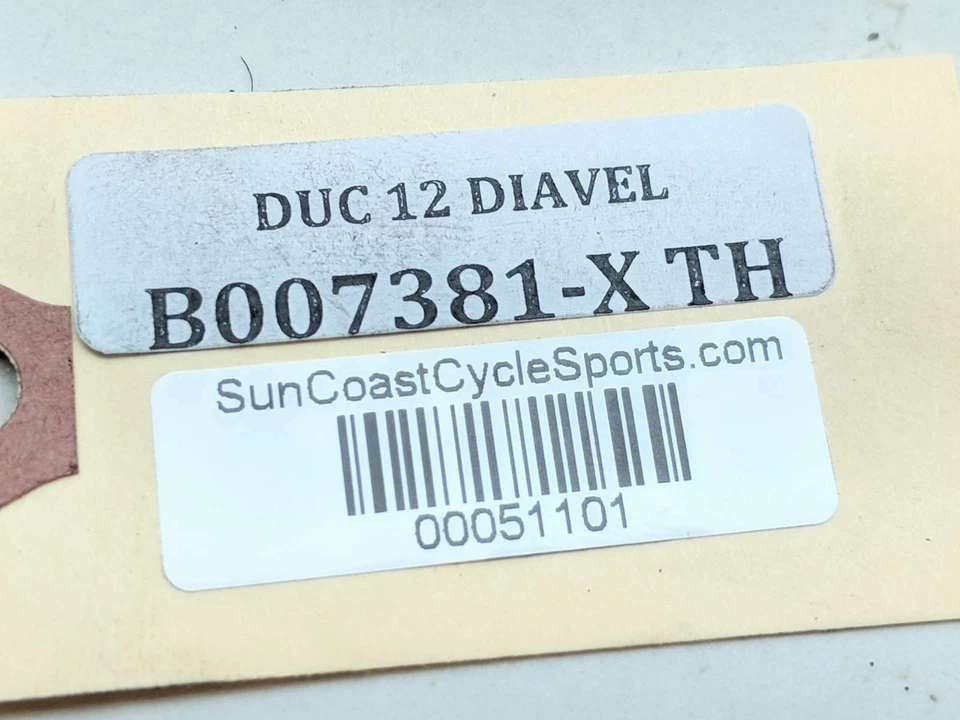 DUC 12 DIAVEL
B007381-X TH
SunCoastCycleSports.com
00051101